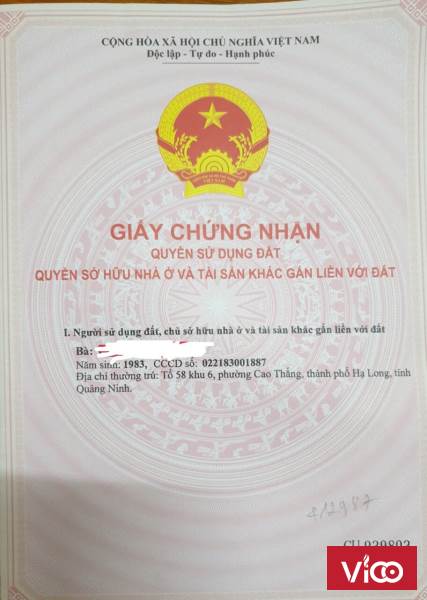 CỘNG HÒA XÃ HỘI CHỦ NGHĨA VIỆT NAM
Độc lập - Tự do - Hạnh phúc
VIỆT NAM
GIẤY CHỨNG NHẬN
QUYỀN SỬ DỤNG ĐẤT
QUYỀN SỞ HỮU NHÀ Ở VÀ TÀI SẢN KHÁC GẮN LIỀN VỚI ĐẤT
I. Người sử dụng đất, chủ sở hữu nhà ở và tài sản khác gắn liền với đất
Bà:
Năm sinh: 1983, CCCD số: 022183001887
Địa chỉ thường trú: Tổ 58 khu 6, phường Cao Thắng, thành phố Hạ Long, tỉnh
Quảng Ninh.
CU
vico